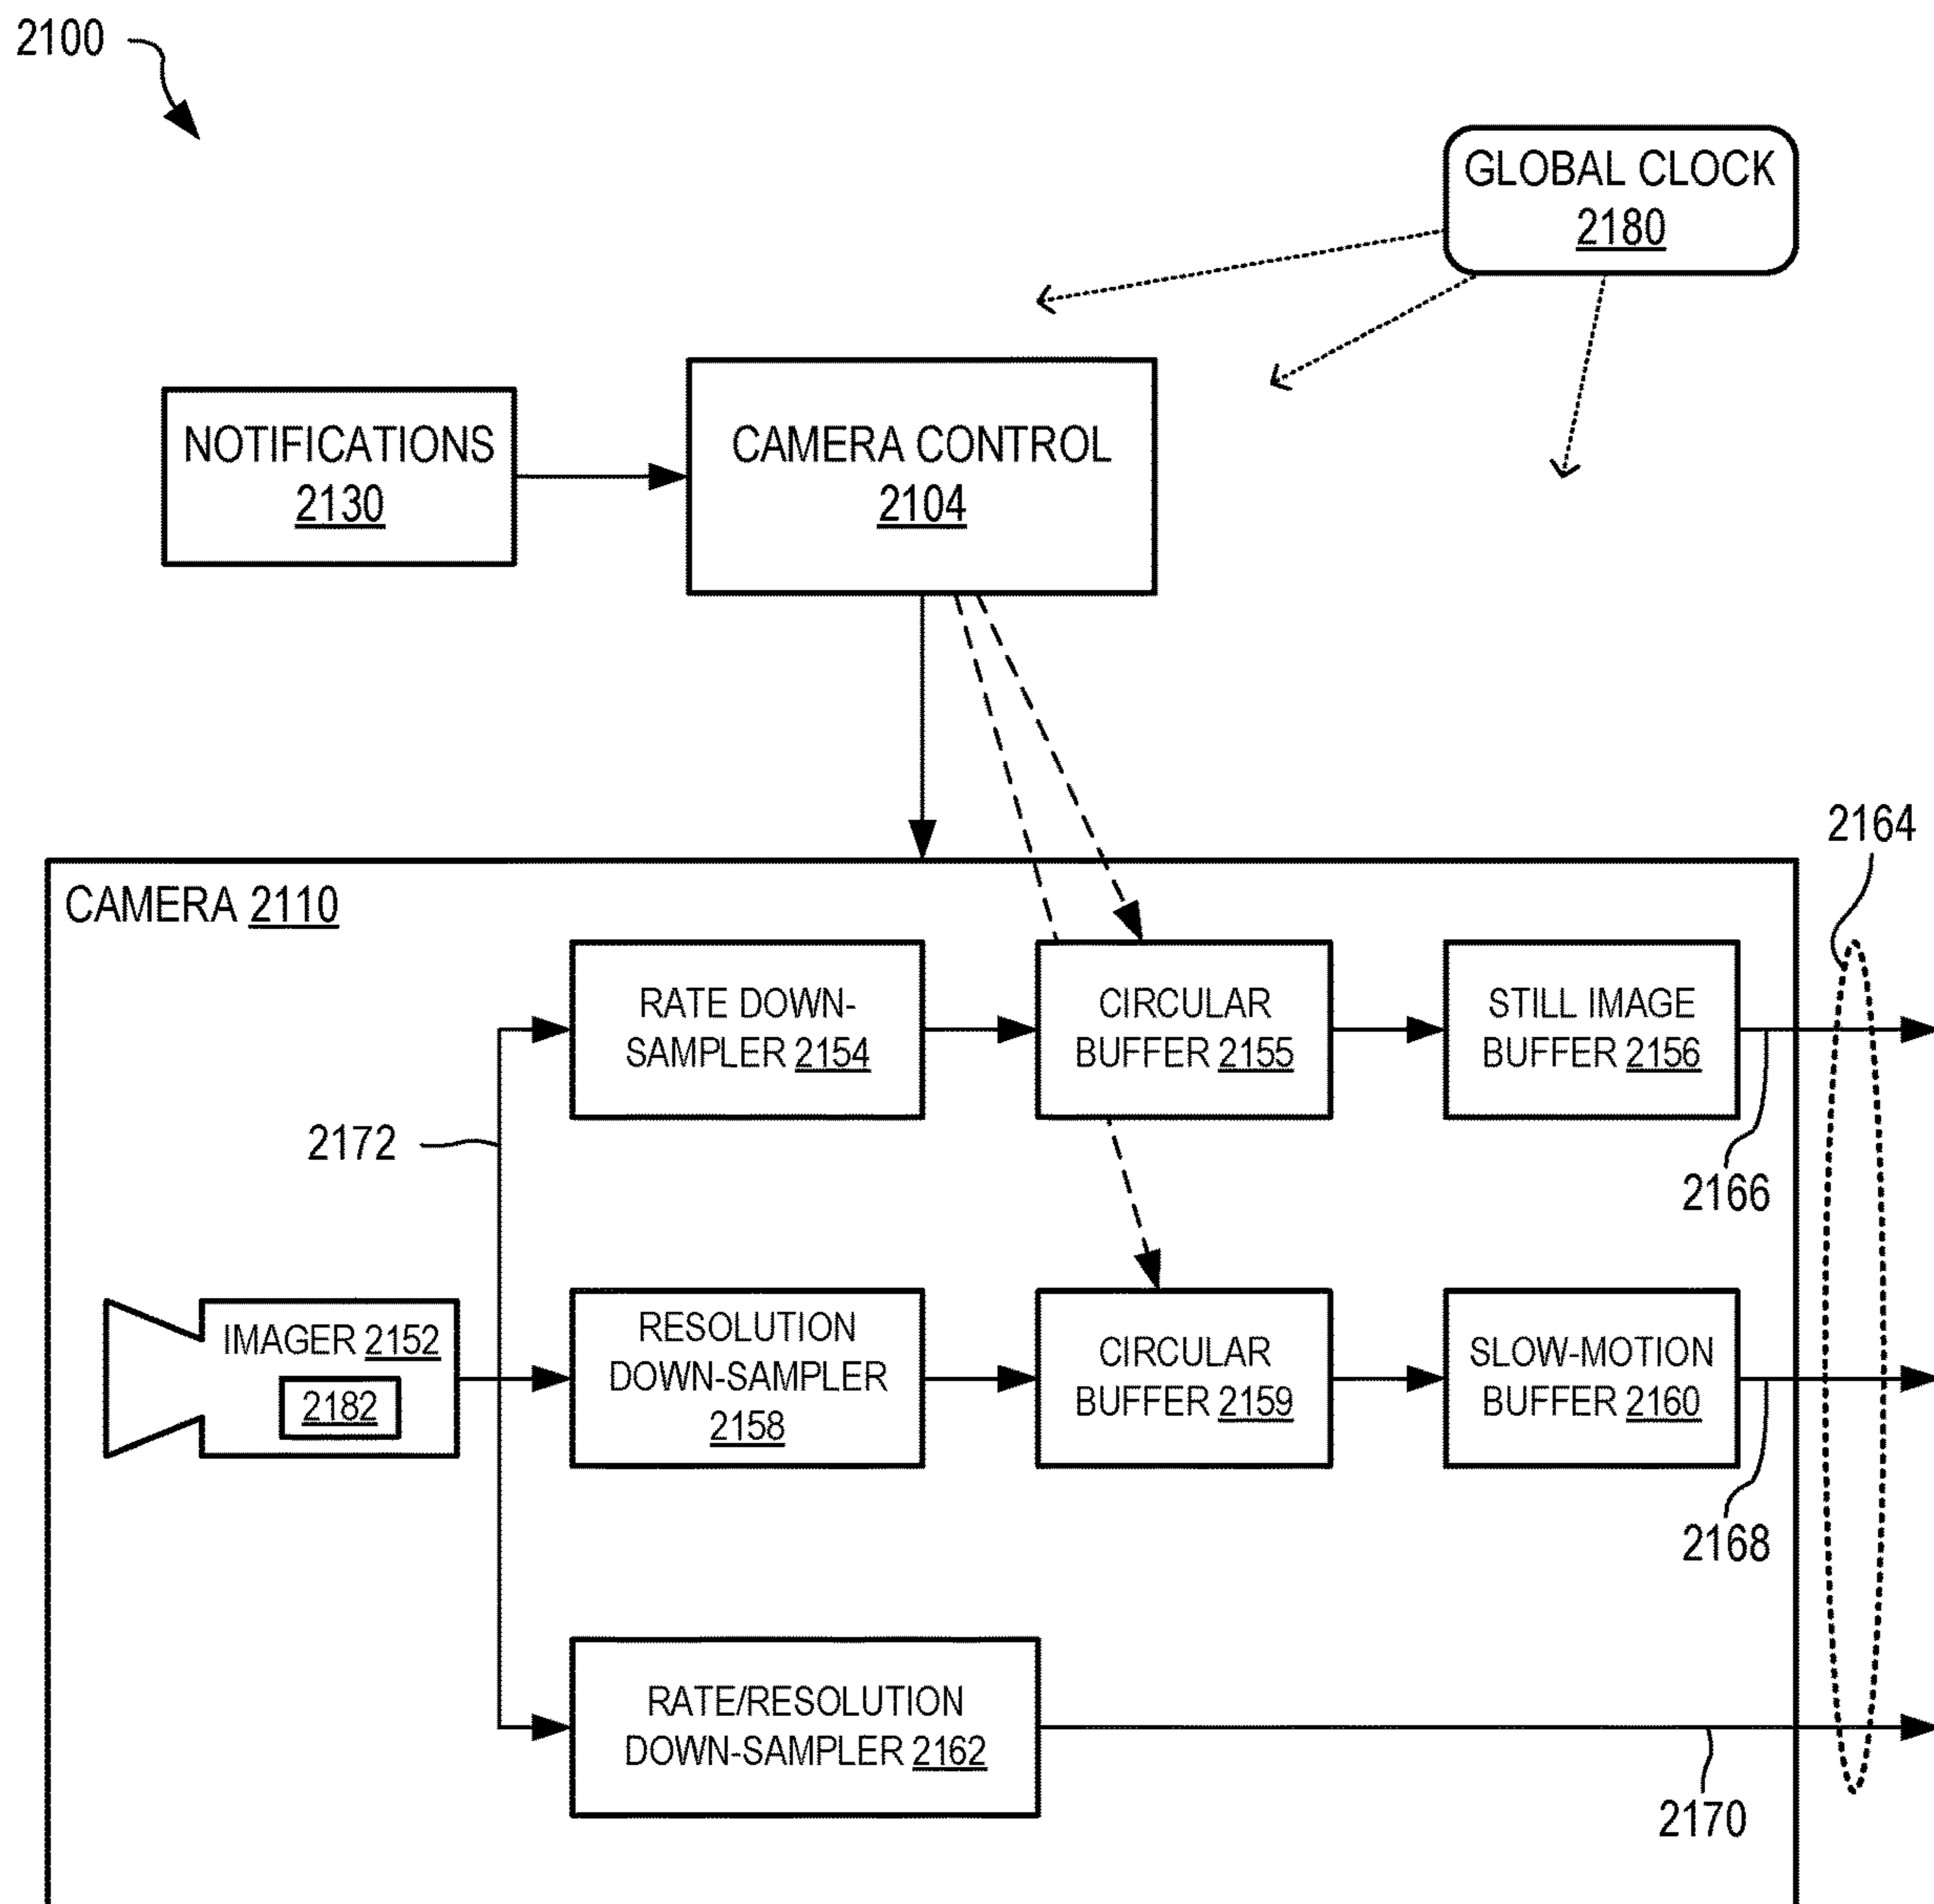 2100
GLOBAL CLOCK
2180
NOTIFICATIONS
2130
CAMERA CONTROL
2104
2164
CAMERA 2110
RATE DOWN-
SAMPLER 2154
CIRCULAR
BUFFER 2155
STILL IMAGE
BUFFER 2156
2172
2166
IMAGER 2152
2182
RESOLUTION
DOWN-SAMPLER
2158
CIRCULAR
BUFFER 2159
SLOW-MOTION
BUFFER 2160
2168
RATE/RESOLUTION
DOWN-SAMPLER 2162
2170